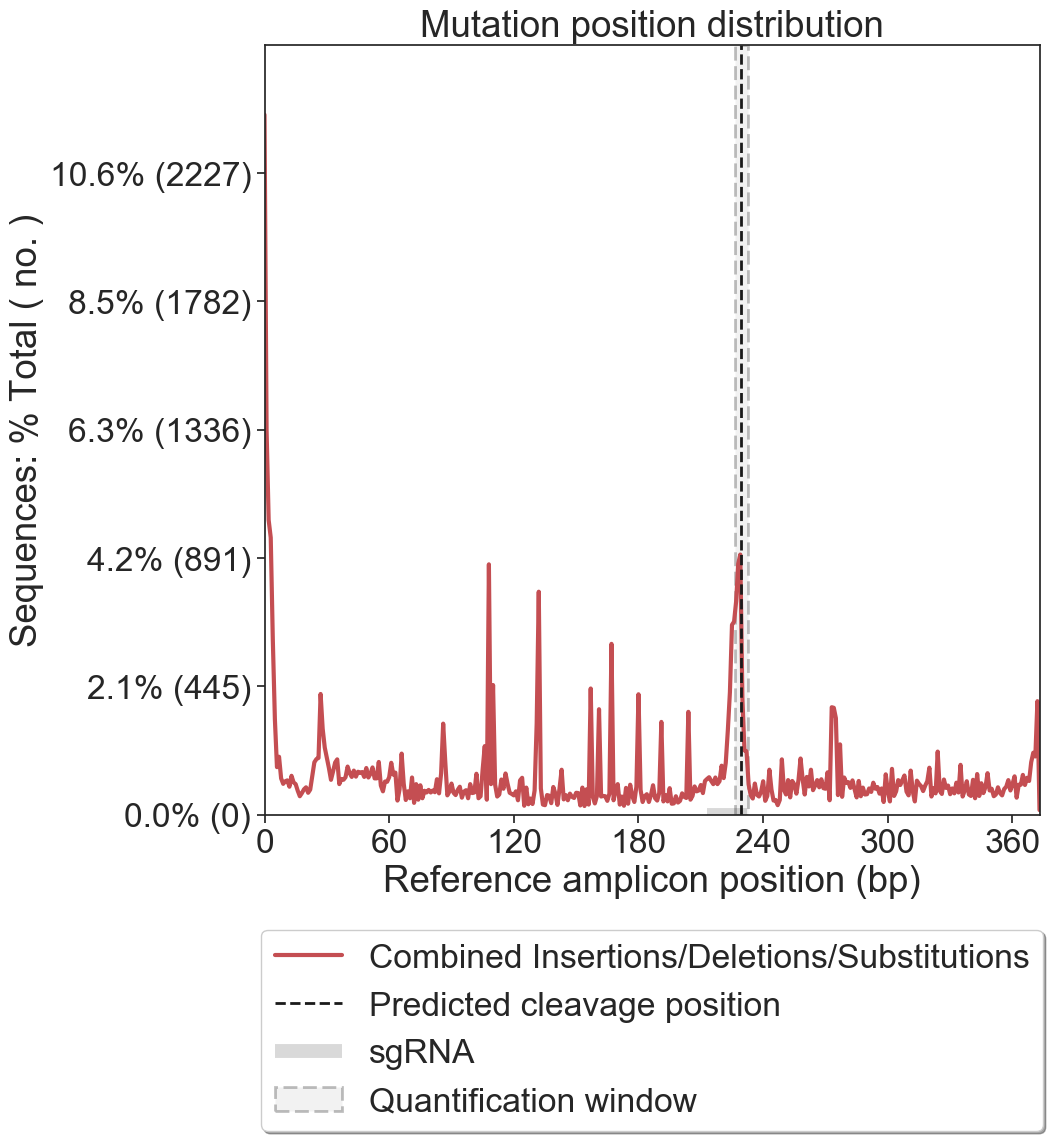 Mutation position distribution
Sequences: % Total ( no. )
10.6% (2227)
8.5% (1782)
6.3% (1336)
4.2% (891)
2.1% (445)
0.0% (0)
0 60 120 180 240 300 360
Reference amplicon position (bp)
Combined Insertions/Deletions/Substitutions
Predicted cleavage position
sgRNA
Quantification window